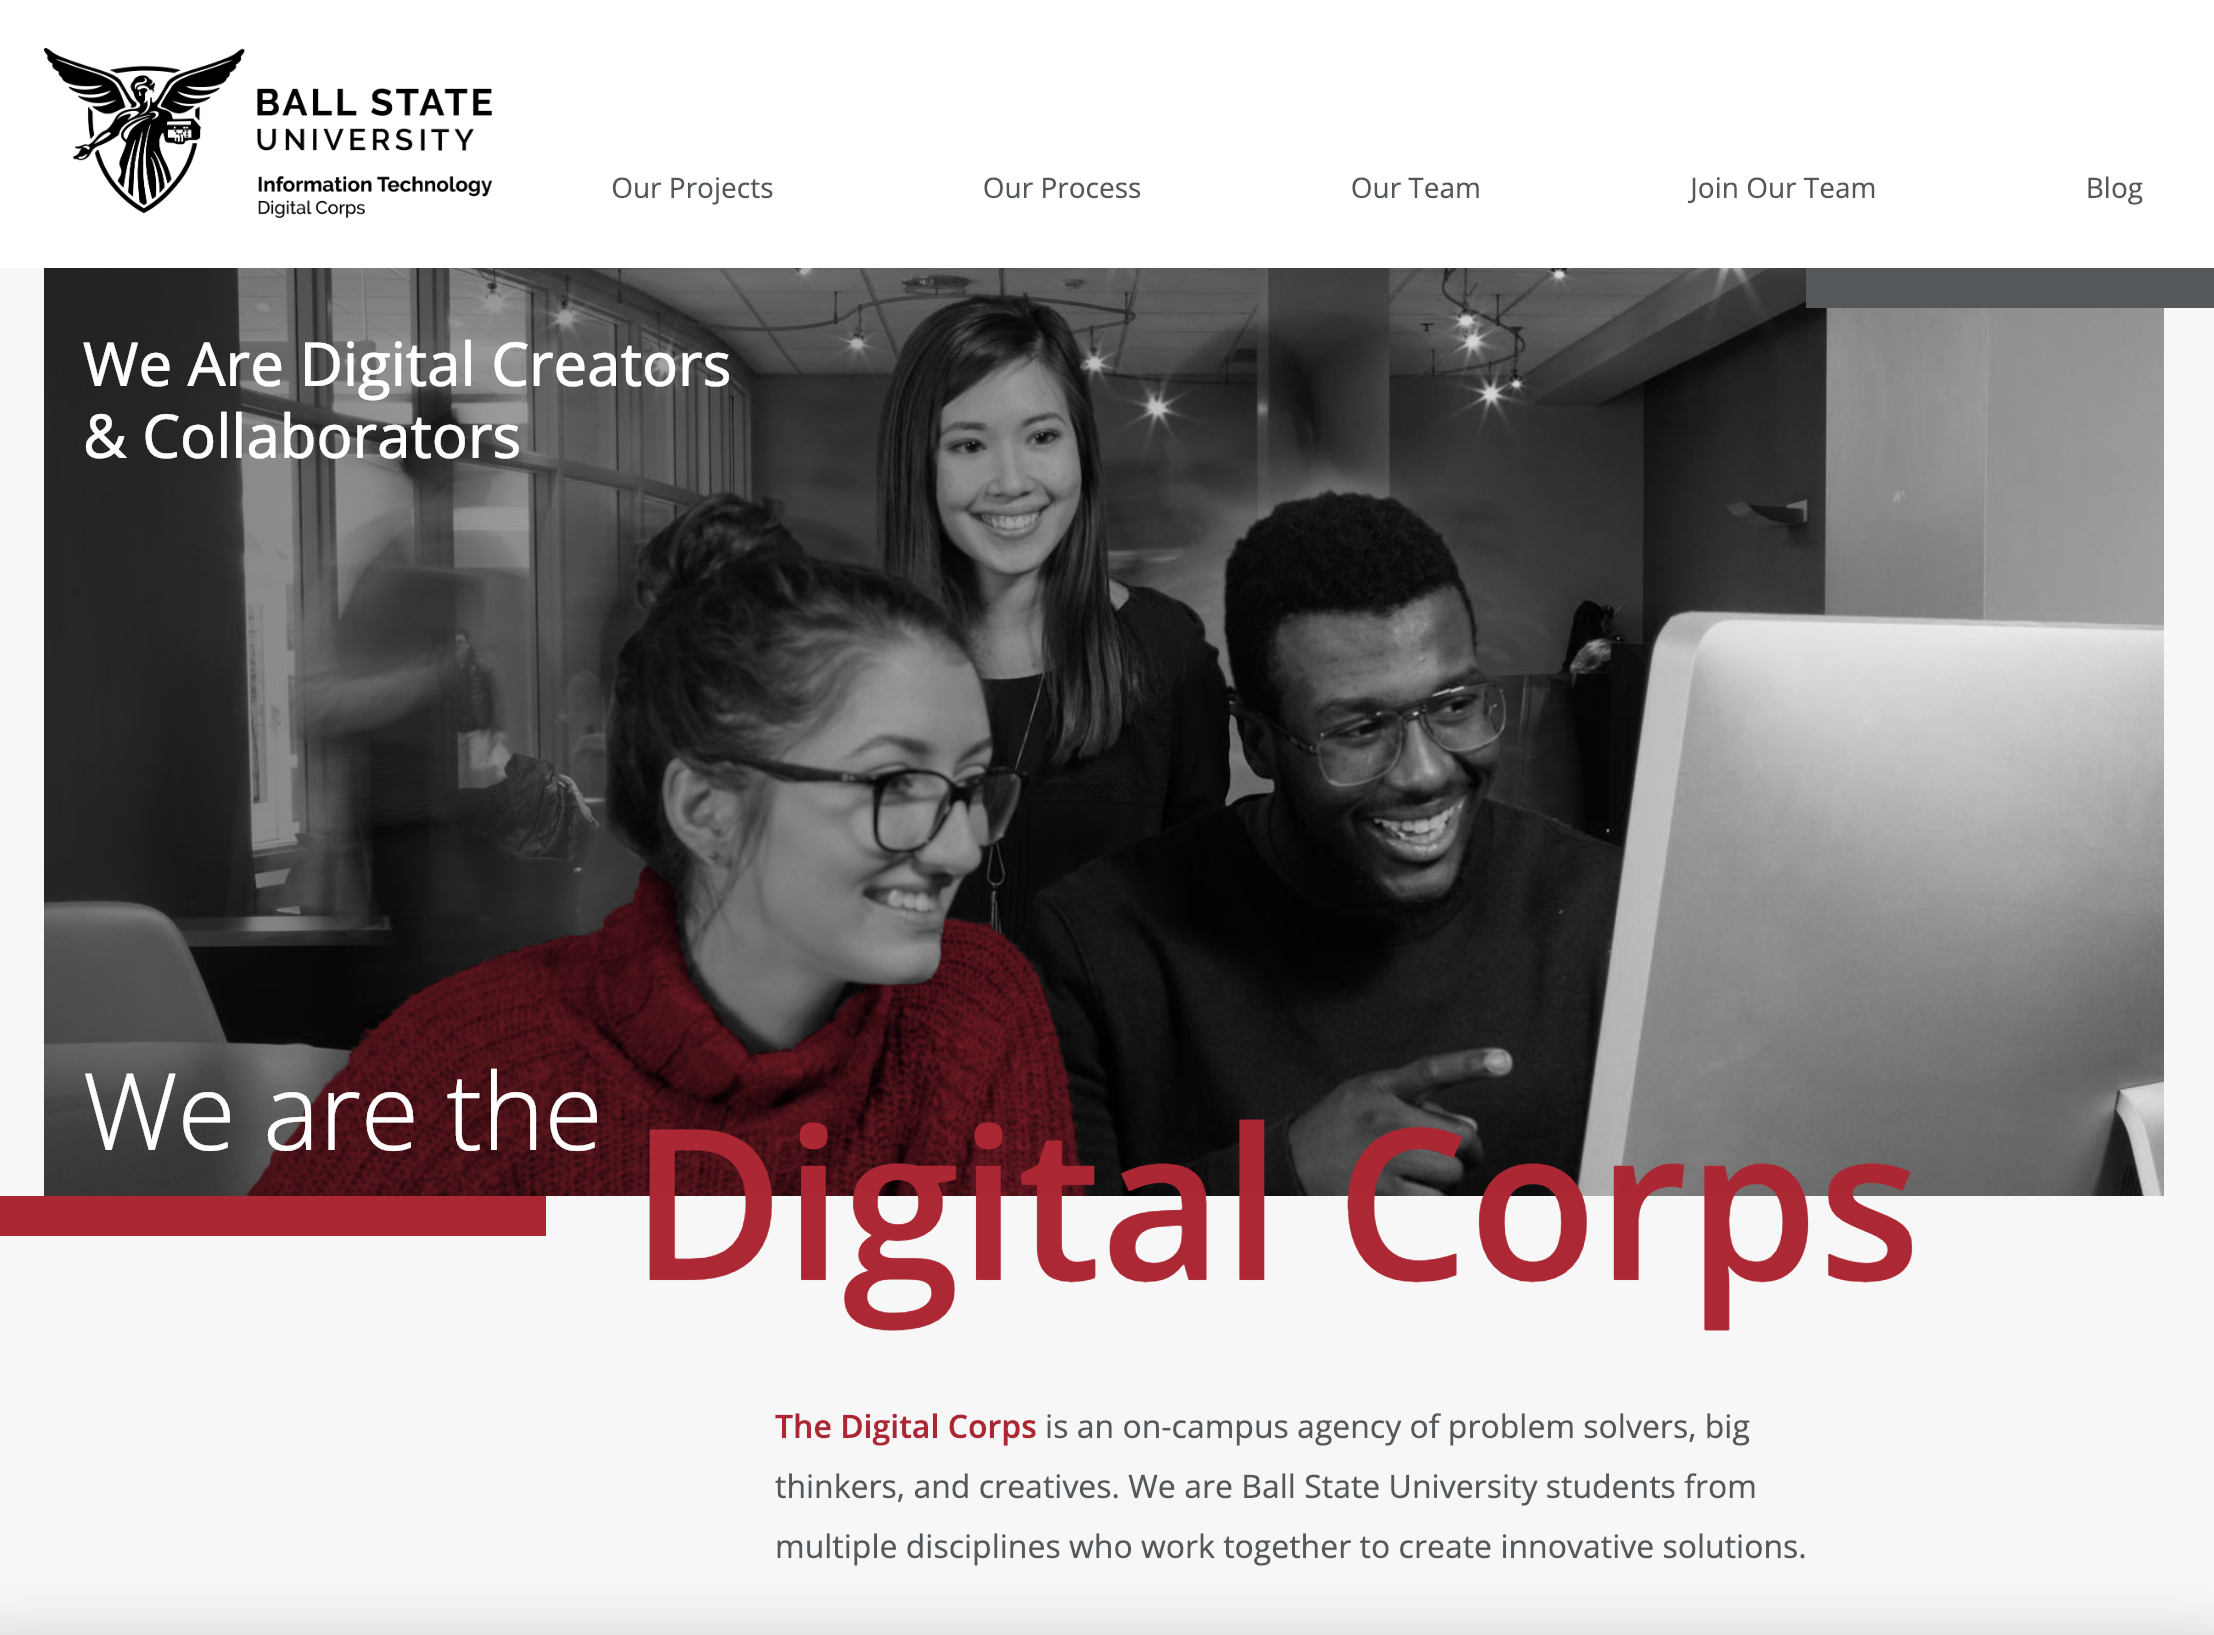 BALL STATE
UNIVERSITY
Information Technology
Digital Corps
Our Projects
Our Process
Our Team
Join Our Team
Blog
We Are Digital Creators
& Collaborators
We are the
Digital Corps
The Digital Corps is an on-campus agency of problem solvers, big
thinkers, and creatives. We are Ball State University students from
multiple disciplines who work together to create innovative solutions.